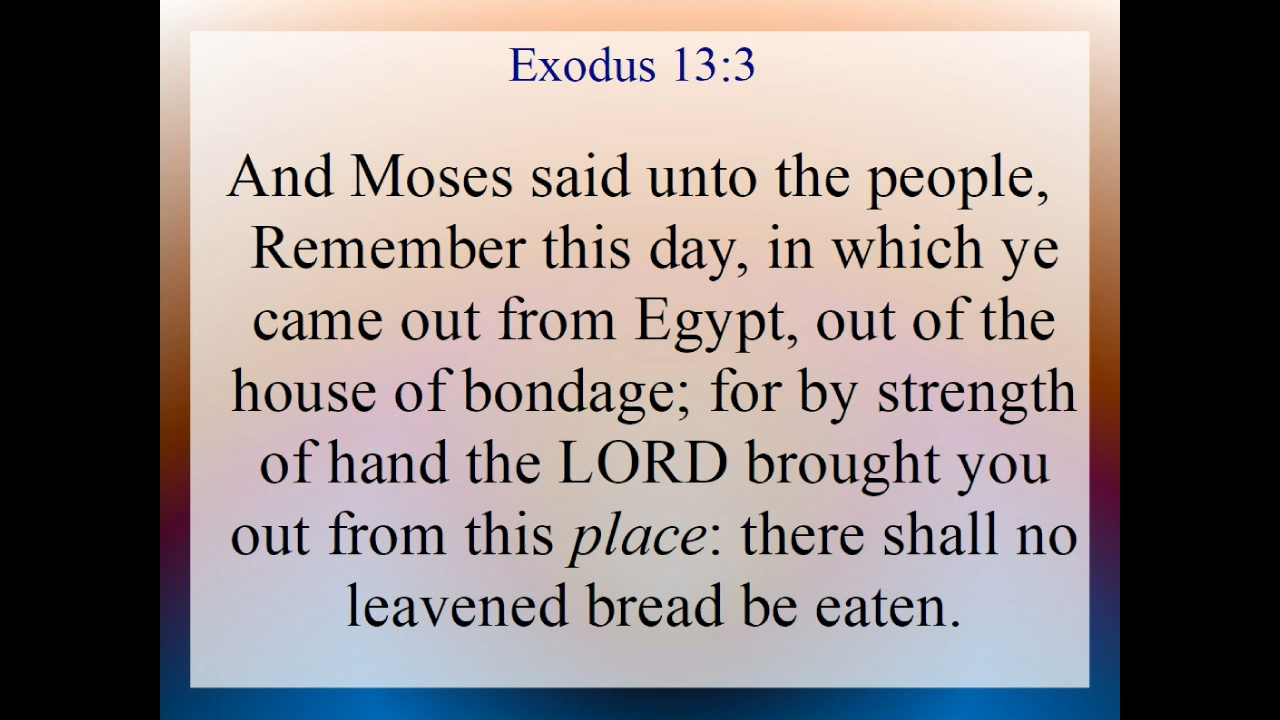 Exodus 13:3
And Moses said unto the people,
Remember this day, in which ye
came out from Egypt, out of the
house of bondage; for by strength
of hand the LORD brought you
out from this place: there shall no
leavened bread be eaten.